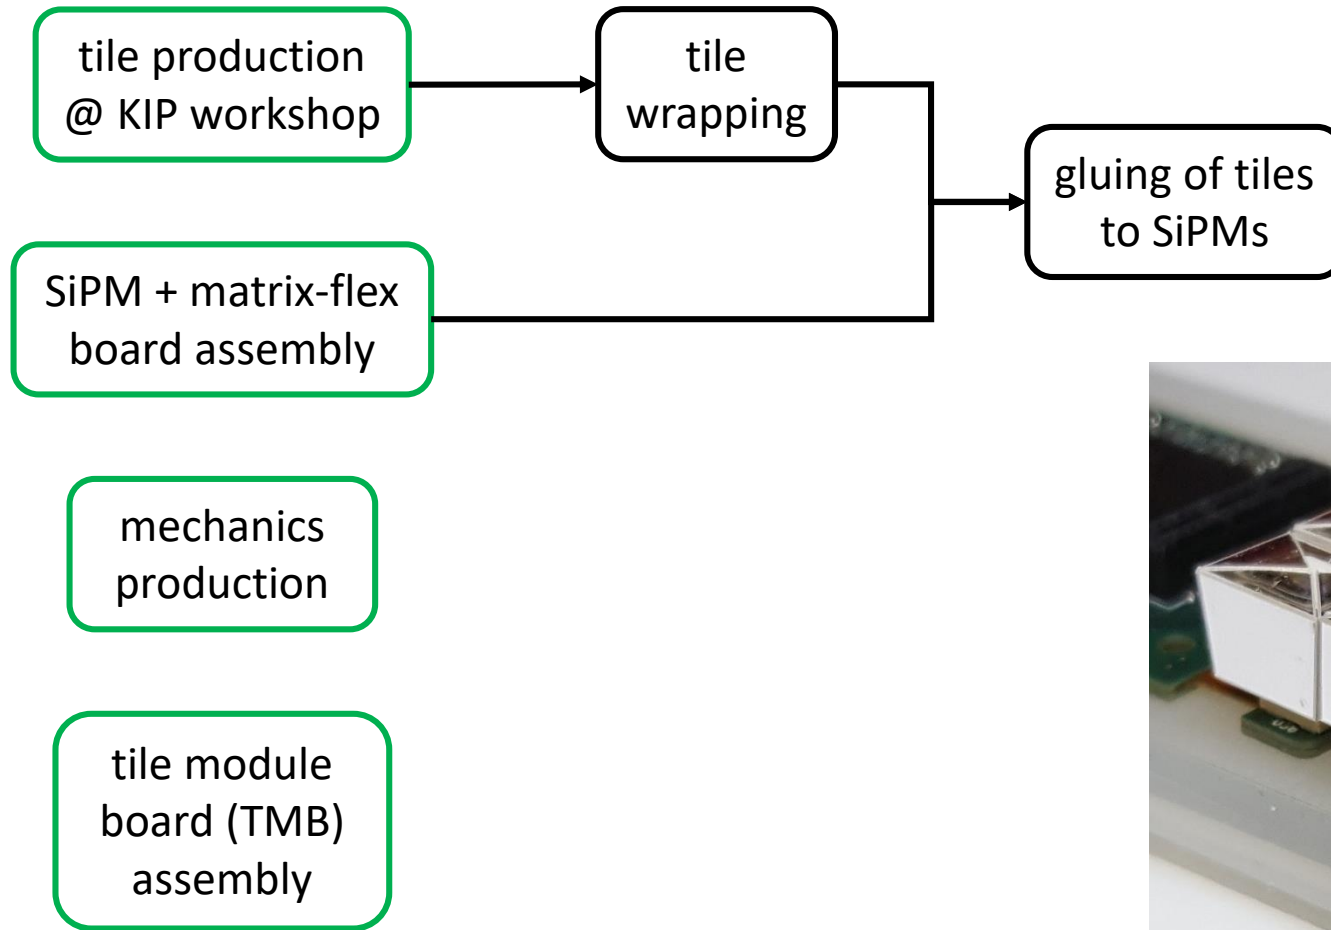 tile production
@ KIP workshop
tile
wrapping
gluing of tiles
to SiPMs
SiPM + matrix-flex
board assembly
mechanics
production
tile module
board (TMB)
assembly